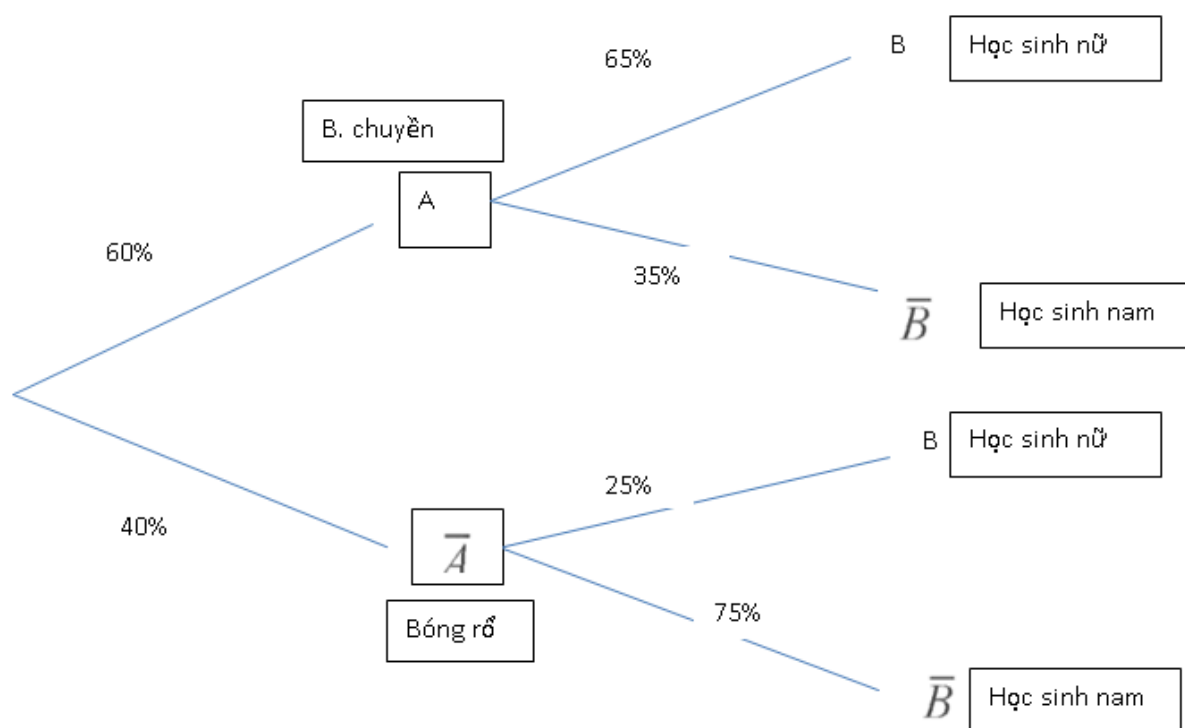 65%
B
Học sinh nữ
B. chuyền
A
60%
35%
B̅
Học sinh nam
B
Học sinh nữ
25%
40%
A̅
Bóng rổ
75%
B̅
Học sinh nam